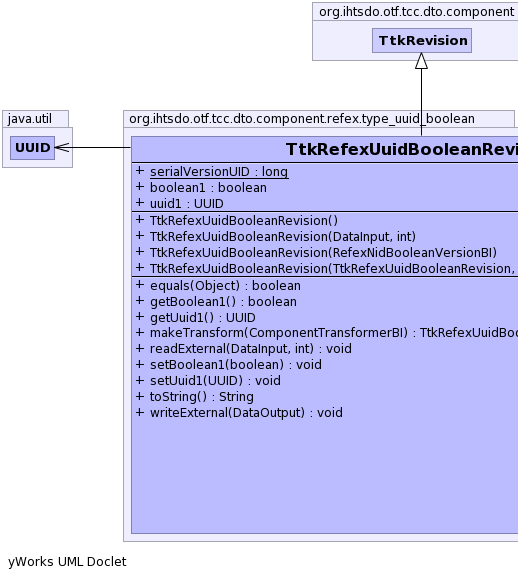 org.ihtsdo.otf.tcc.dto.component
TtkRevision
java.util
UUID
org.ihtsdo.otf.tcc.dto.component.refex.type_uuid_boolean
TtkRefexUuidBooleanRevi
+ serialVersionUID : long
+ boolean1 : boolean
+ uuid1 : UUID
+ TtkRefexUuidBooleanRevision()
+ TtkRefexUuidBooleanRevision(DataInput, int)
+ TtkRefexUuidBooleanRevision(RefexNidBooleanVersionBI)
+ TtkRefexUuidBooleanRevision(TtkRefexUuidBooleanRevision,
+ equals(Object) : boolean
+ getBoolean1() : boolean
+ getUuid1() : UUID
+ makeTransform(ComponentTransformerBI) : TtkRefexUuidBoo
+ readExternal(DataInput, int) : void
+ setBoolean1(boolean) : void
+ setUuid1(UUID) : void
+ toString() : String
+ writeExternal(DataOutput) : void
yWorks UML Doclet